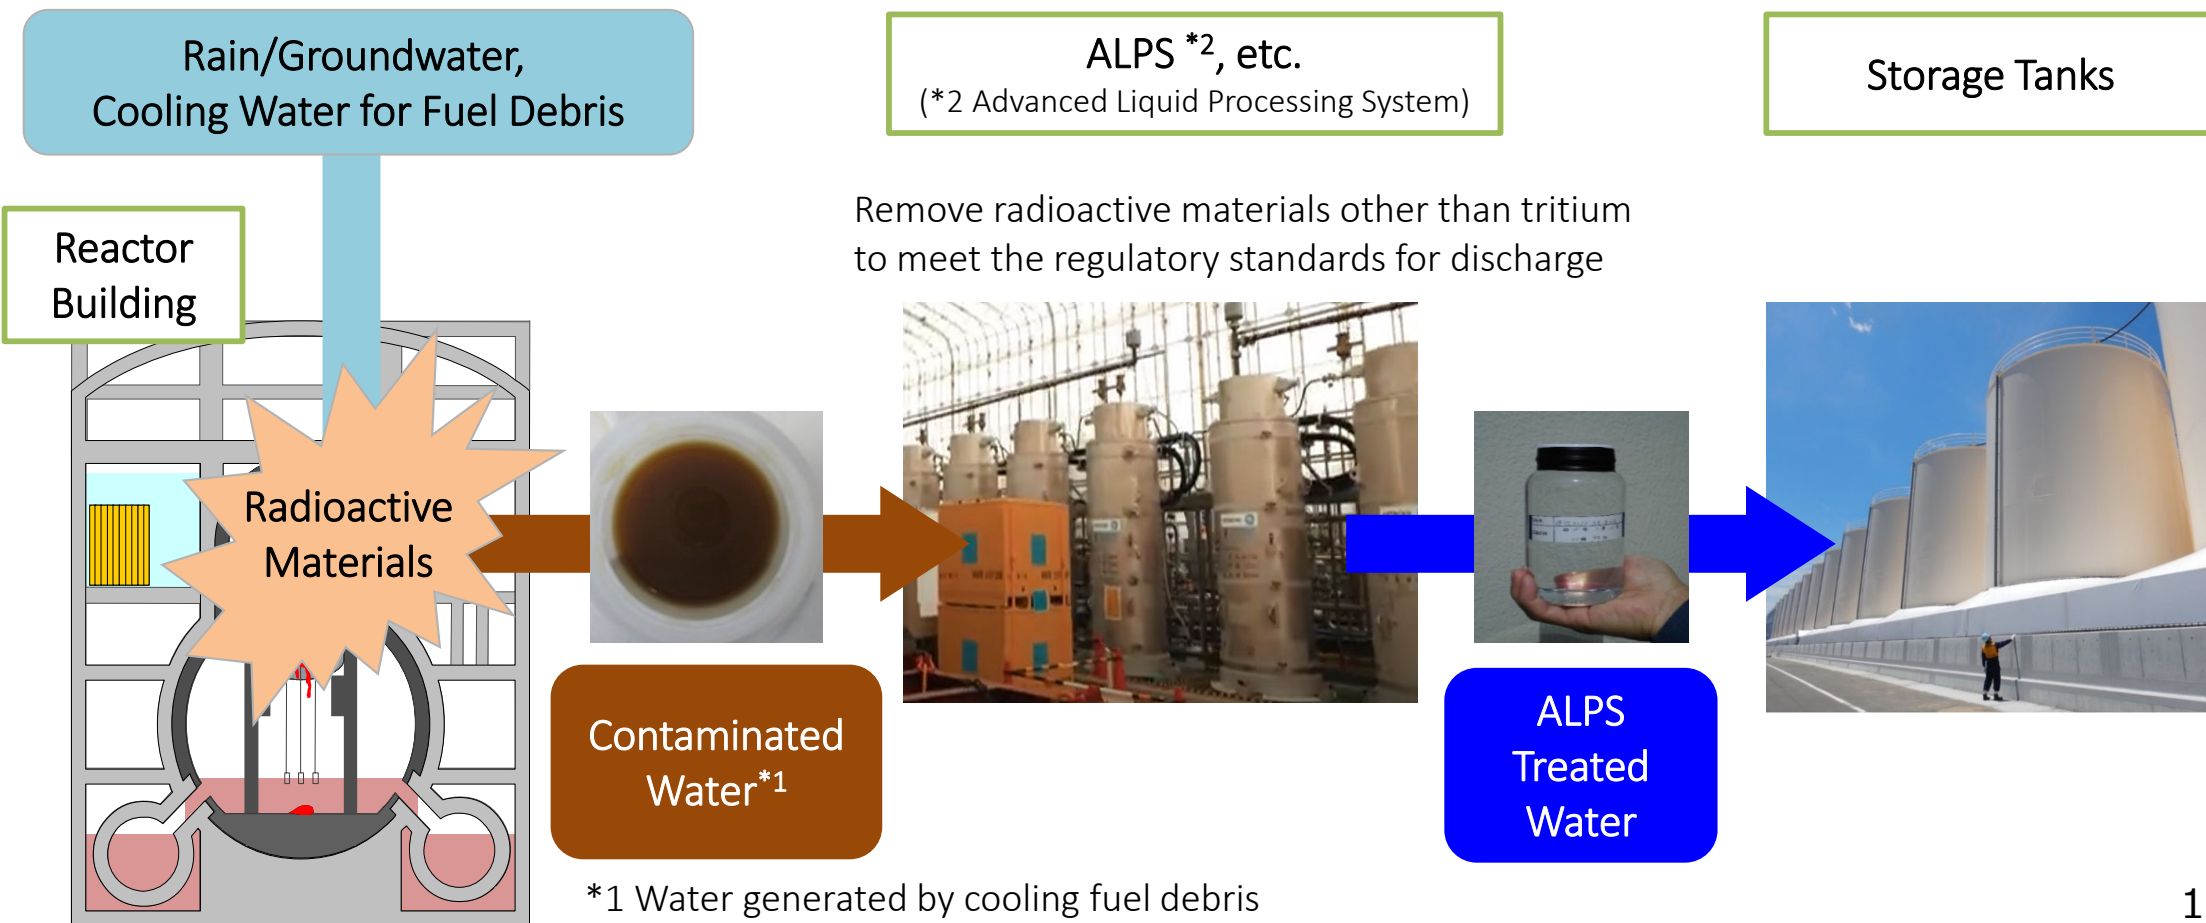 Rain/Groundwater,
Cooling Water for Fuel Debris
ALPS *2, etc.
(*2 Advanced Liquid Processing System)
Storage Tanks
Reactor
Building
Remove radioactive materials other than tritium
to meet the regulatory standards for discharge
Radioactive
Materials
Contaminated
Water*1
ALPS
Treated
Water
*1 Water generated by cooling fuel debris
1